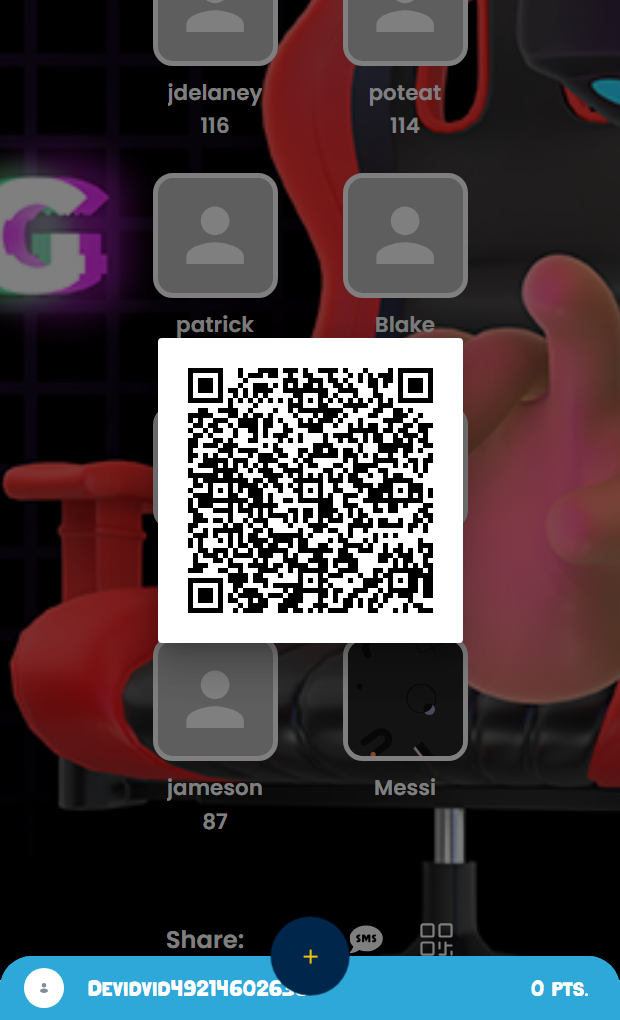 jdelaney poteat
116 114
G
patrick Blake
jameson Messi
87
Share: SMS
+
0 PTS.